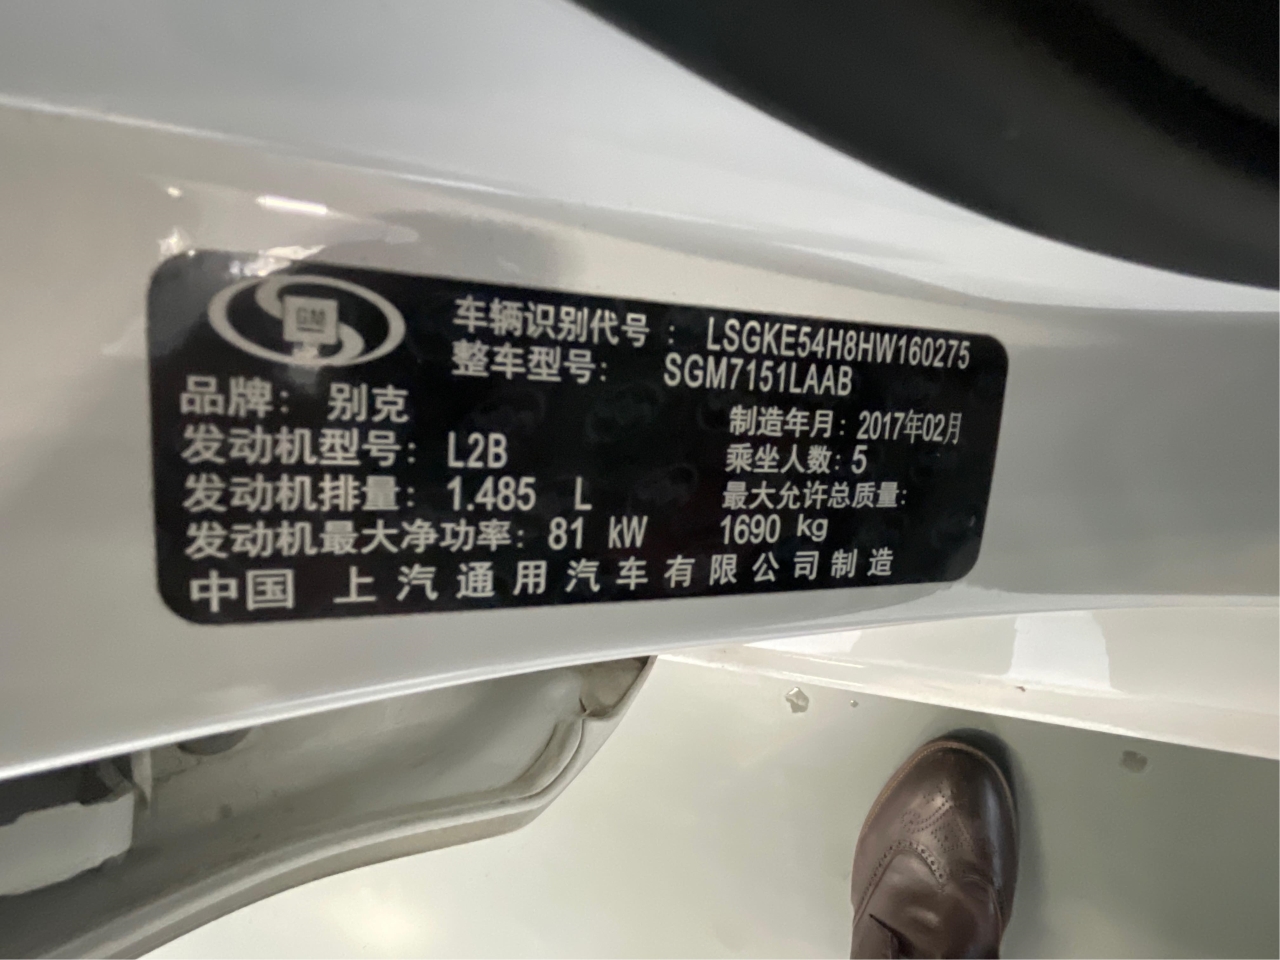 GM
车辆识别代号：LSGKE54H8HW160275
整车型号：SGM7151LAAB
品牌：别克
制造年月：2017年02月
发动机型号：L2B
乘坐人数：5
发动机排量：1.485 L
最大允许总质量：
1690 kg
发动机最大净功率：81 kW
中国 上汽通用汽车有限公司制造